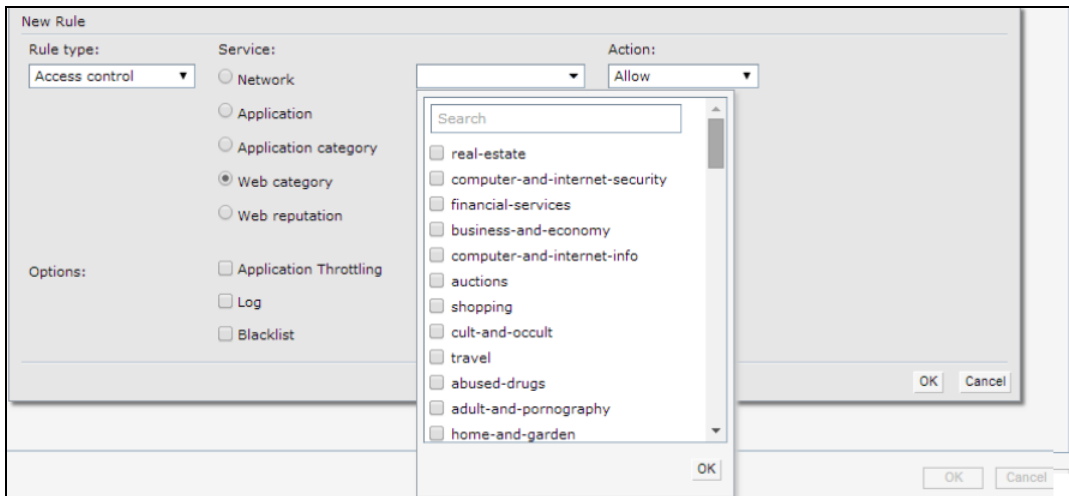 New Rule
Rule type: Service: Action:
Access control Network Allow
Application
Application category
Web category
Web reputation
Options: Application Throttling
Log
Blacklist
Search
real-estate
computer-and-internet-security
financial-services
business-and-economy
computer-and-internet-info
auctions
shopping
cult-and-occult
travel
abused-drugs
adult-and-pornography
home-and-garden
OK
OK Cancel
OK Cancel